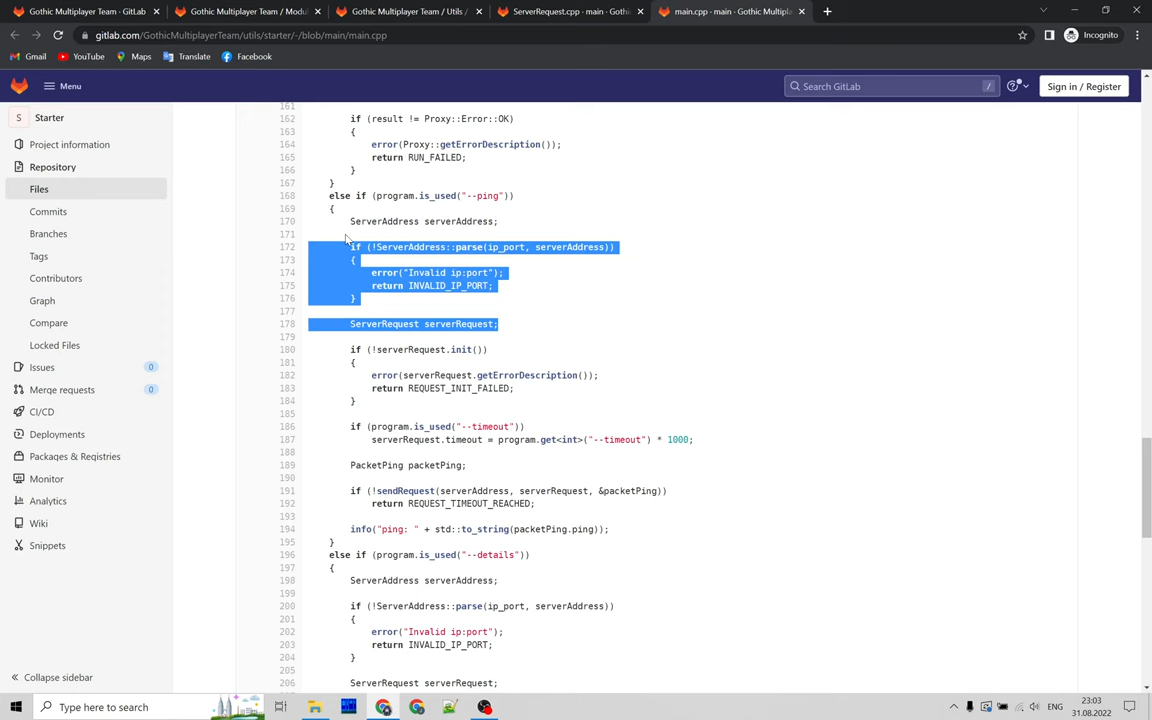 Gothic Multiplayer Team · GitLab
Gothic Multiplayer Team / Modul
Gothic Multiplayer Team / Utils /
ServerRequest.cpp · main · Gothi
main.cpp · main · Gothic Multipl
gitlab.com/GothicMultiplayerTeam/utils/starter/-/blob/main/main.cpp
Incognito
Gmail
YouTube
Maps
Translate
Facebook
Menu
Search GitLab
/
Sign in / Register
S
Starter
Project information
Repository
Files
Commits
Branches
Tags
Contributors
Graph
Compare
Locked Files
Issues
0
Merge requests
0
CI/CD
Deployments
Packages & Registries
Monitor
Analytics
Wiki
Snippets
Collapse sidebar
161
162 if (result != Proxy::Error::OK)
163 {
164 error(Proxy::getErrorDescription());
165 return RUN_FAILED;
166 }
167 }
168 else if (program.is_used("--ping"))
169 {
170 ServerAddress serverAddress;
171
172 if (!ServerAddress::parse(ip_port, serverAddress))
173 {
174 error("Invalid ip:port");
175 return INVALID_IP_PORT;
176 }
177
178 ServerRequest serverRequest;
179
180 if (!serverRequest.init())
181 {
182 error(serverRequest.getErrorDescription());
183 return REQUEST_INIT_FAILED;
184 }
185
186 if (program.is_used("--timeout"))
187 serverRequest.timeout = program.get<int>("--timeout") * 1000;
188
189 PacketPing packetPing;
190
191 if (!sendRequest(serverAddress, serverRequest, &packetPing))
192 return REQUEST_TIMEOUT_REACHED;
193
194 info("ping: " + std::to_string(packetPing.ping));
195 }
196 else if (program.is_used("--details"))
197 {
198 ServerAddress serverAddress;
199
200 if (!ServerAddress::parse(ip_port, serverAddress))
201 {
202 error("Invalid ip:port");
203 return INVALID_IP_PORT;
204 }
205
206 ServerRequest serverRequest;
Type here to search
ENG
23:03
31.08.2022